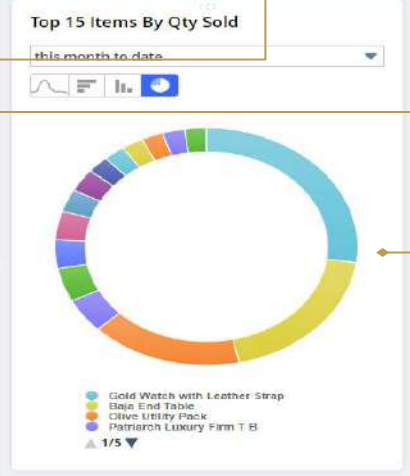 Top 15 Items By Qty Sold
this month to date
Gold Watch with Leather Strap
Baja End Table
Olive Utility Pack
Patriarch Luxury Firm T B
1/5